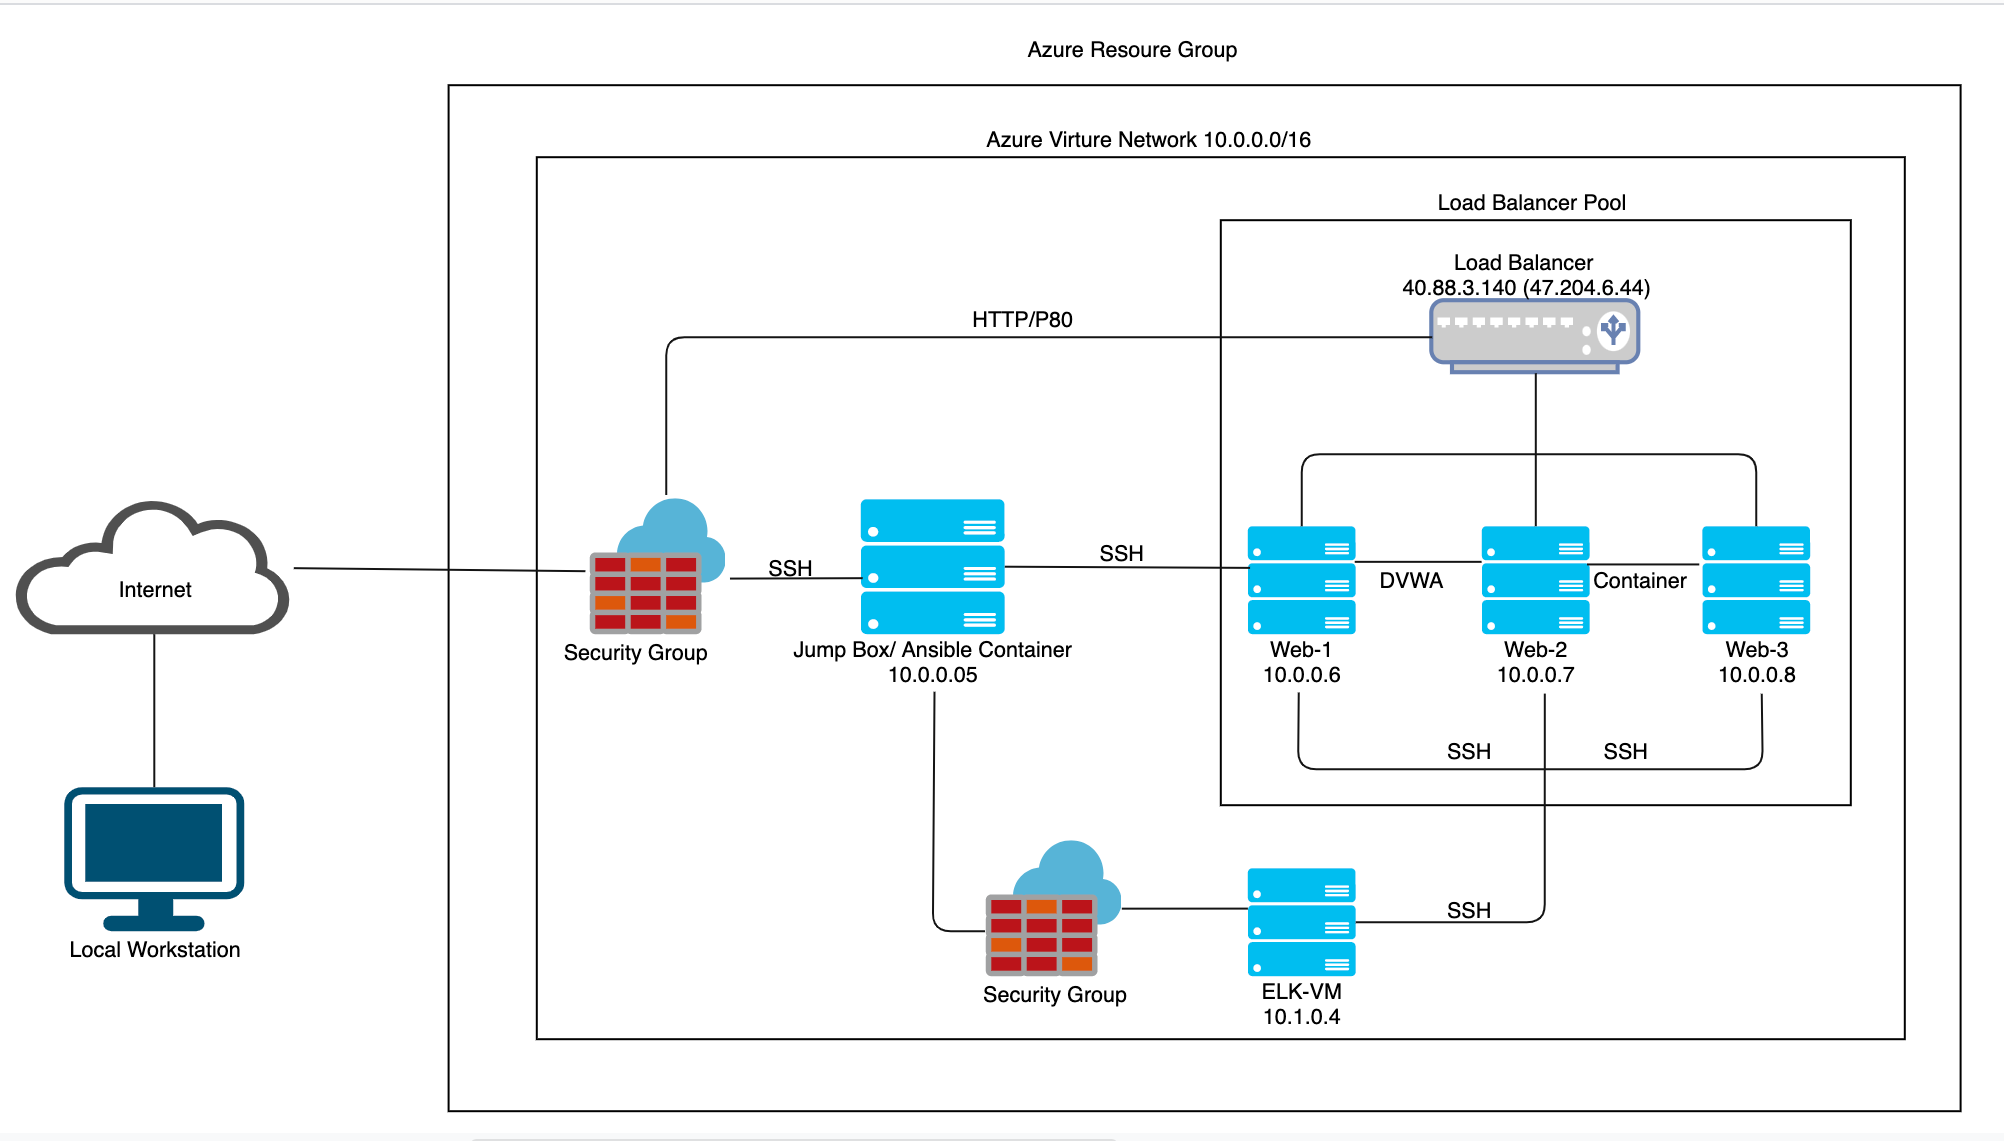 Azure Resoure Group
Azure Virture Network 10.0.0.0/16
Load Balancer Pool
Load Balancer
40.88.3.140 (47.204.6.44)
HTTP/P80
Internet
SSH
SSH
DVWA
Container
Security Group
Jump Box/ Ansible Container
10.0.0.05
Web-1
10.0.0.6
Web-2
10.0.0.7
Web-3
10.0.0.8
SSH
SSH
Local Workstation
SSH
Security Group
ELK-VM
10.1.0.4